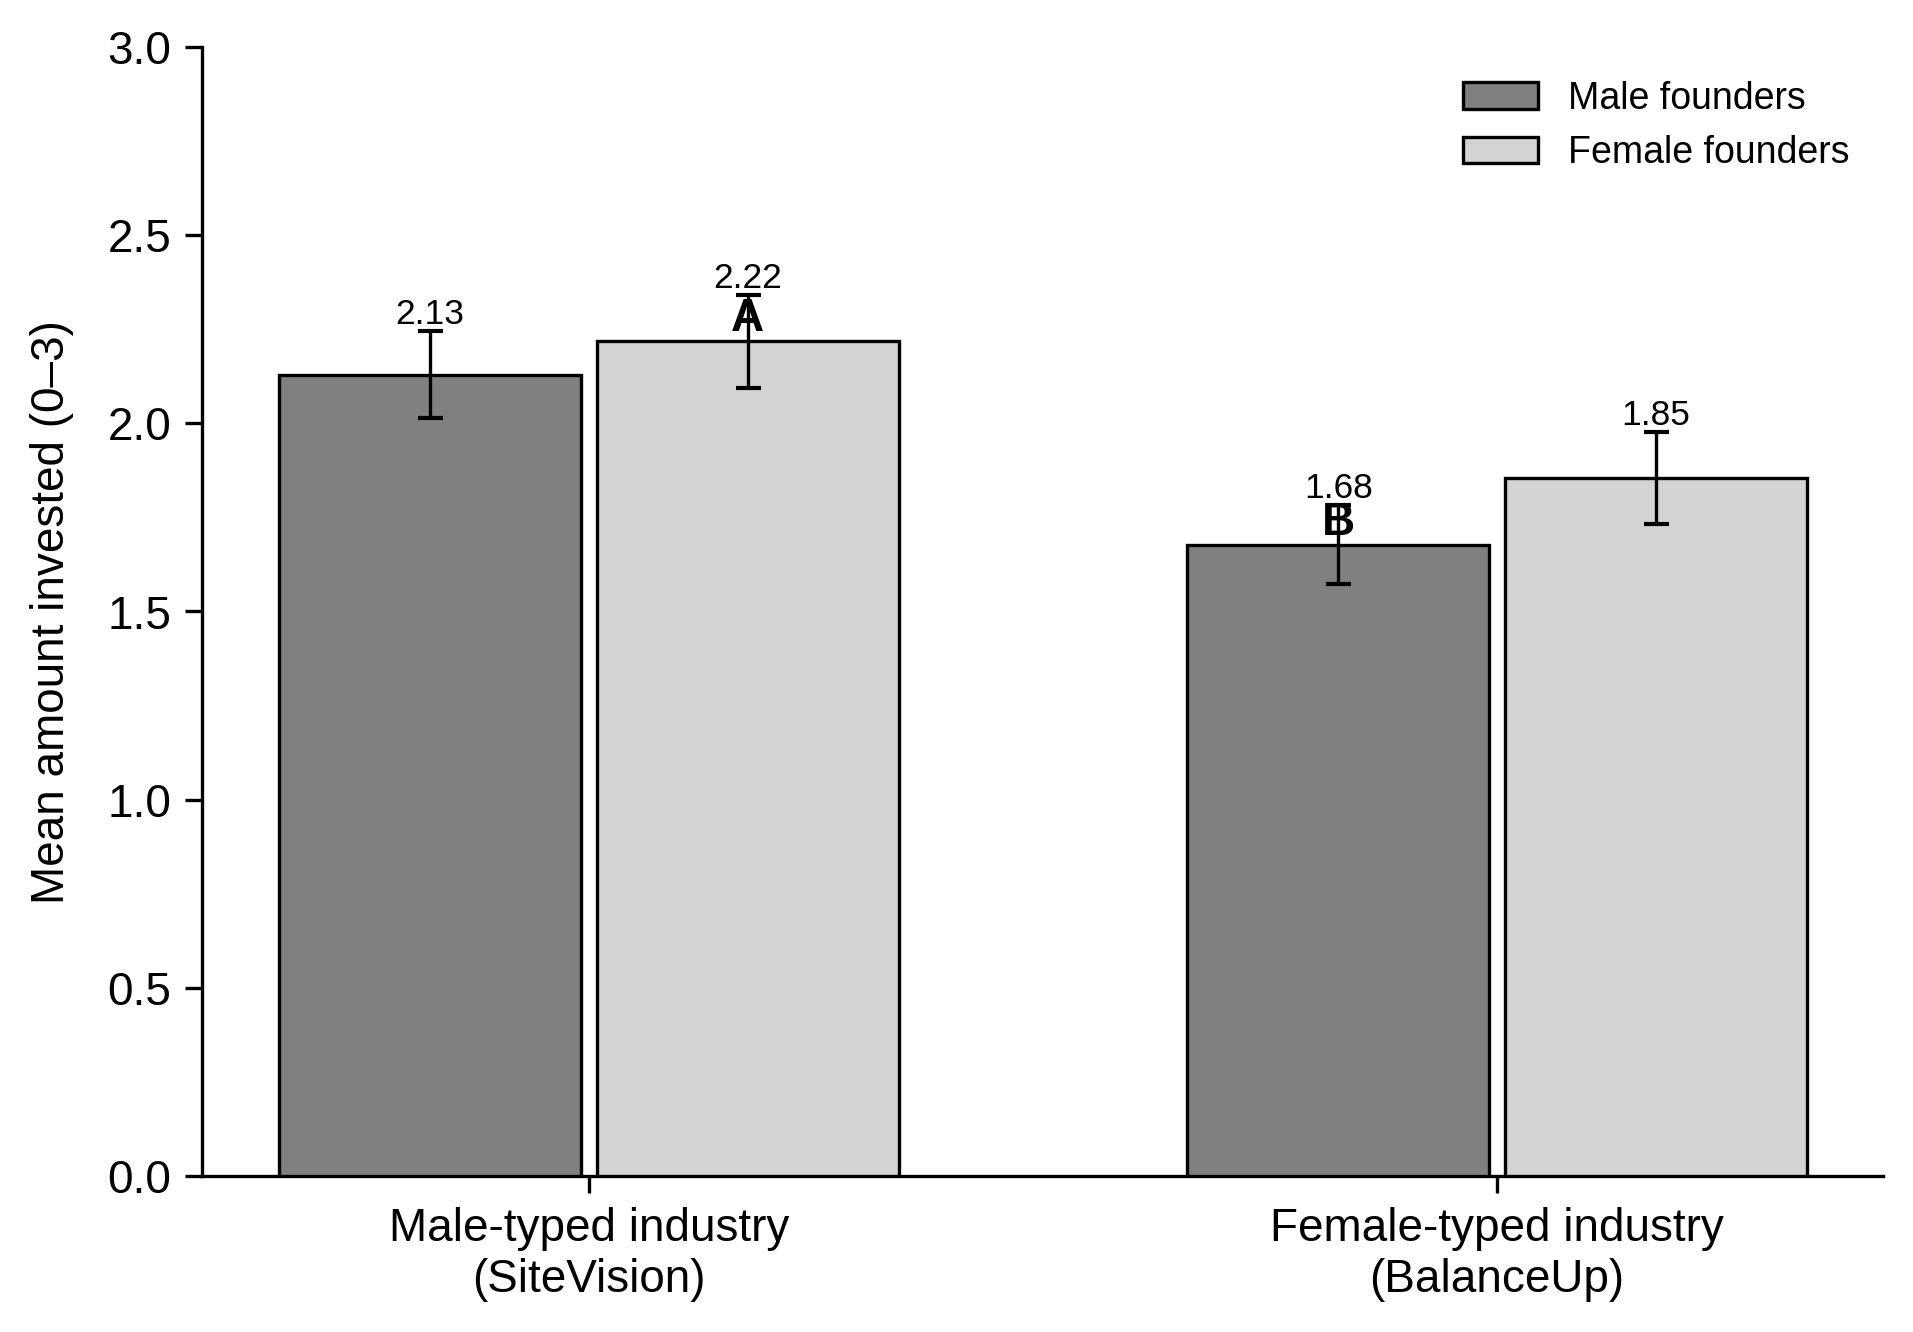 3.0
2.5
2.0
1.5
1.0
0.5
0.0
Mean amount invested (0–3)
Male founders
Female founders
2.13
2.22
A
1.68
B
1.85
Male-typed industry
(SiteVision)
Female-typed industry
(BalanceUp)